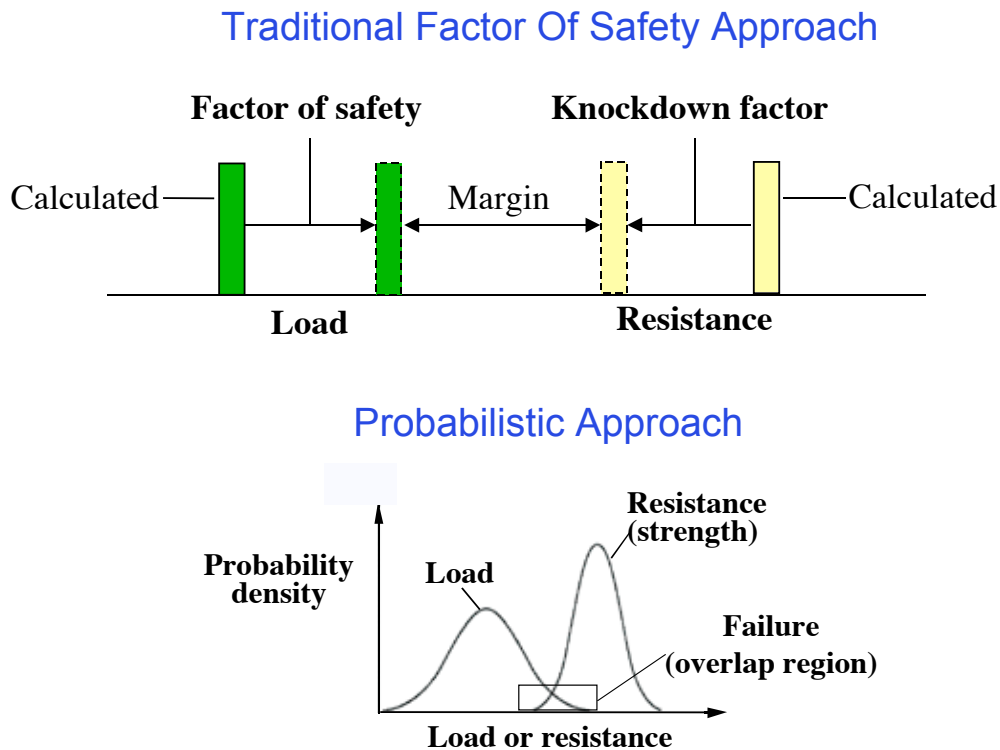 Traditional Factor Of Safety Approach
Factor of safety
Knockdown factor
Calculated
Margin
Calculated
Load
Resistance
Probabilistic Approach
Resistance
(strength)
Probability
density
Load
Failure
(overlap region)
Load or resistance